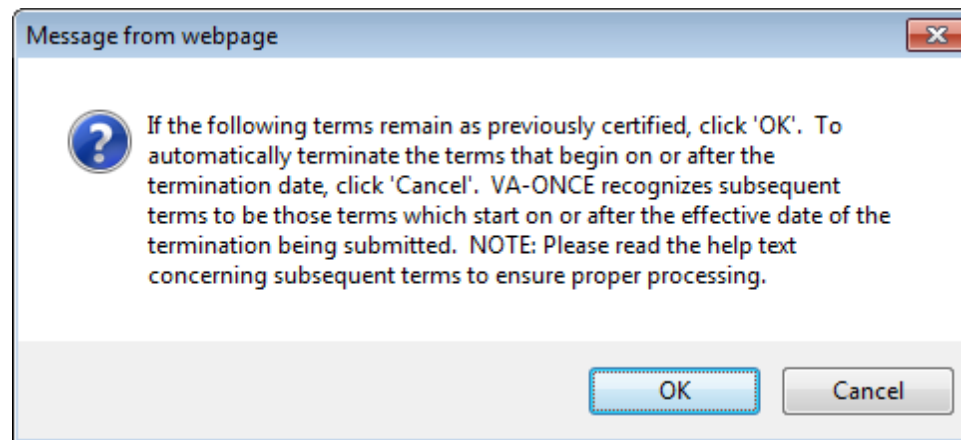 Message from webpage
If the following terms remain as previously certified, click 'OK'.  To
automatically terminate the terms that begin on or after the
termination date, click 'Cancel'.  VA-ONCE recognizes subsequent
terms to be those terms which start on or after the effective date of the
termination being submitted.  NOTE: Please read the help text
concerning subsequent terms to ensure proper processing.
OK
Cancel